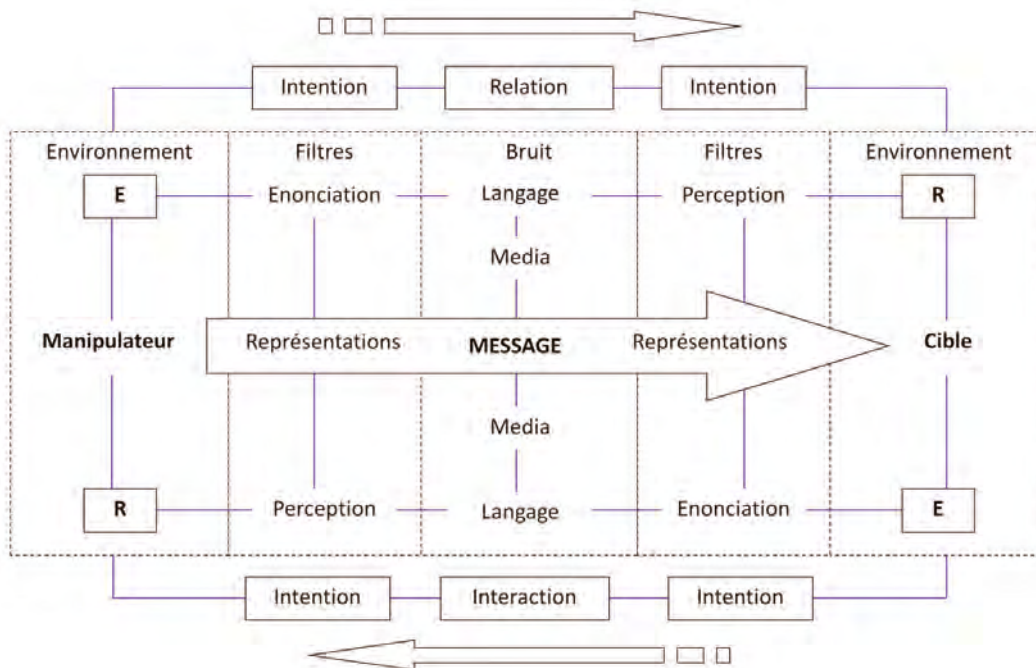 Intention Relation Intention
Environnement Filtres Bruit Filtres Environnement
E Enonciation Langage Perception R
Media
Manipulateur Représentations MESSAGE Représentations Cible
Media
R Perception Langage Enonciation E
Intention Interaction Intention